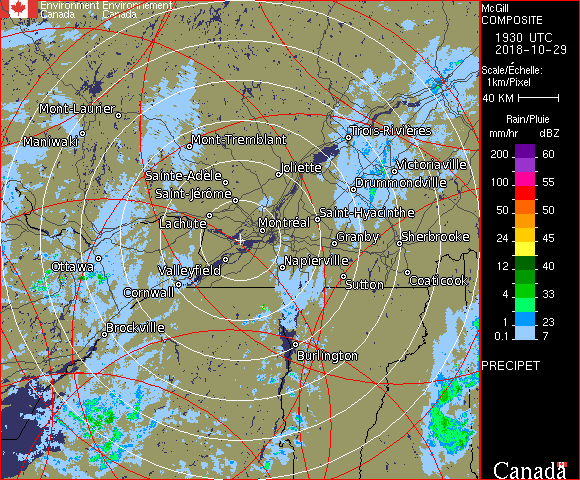 Environment Environnement
Canada Canada
Mont-Laurier
Maniwaki
Mont-Tremblant
Trois-Rivières
Sainte-Adèle
Joliette
Victoriaville
Saint-Jérôme
Drummondville
Lachute
Montréal
Saint-Hyacinthe
Granby
Sherbrooke
Ottawa
Valleyfield
Napierville
Cornwall
Sutton
Coaticook
Brockville
Burlington
McGill
COMPOSITE
1930 UTC
2018-10-29
Scale/Échelle:
1km/Pixel
40 KM
Rain/Pluie
mm/hr dBZ
200 60
100 55
50 50
24 45
12 40
4 33
1 23
0.1 7
PRECIPET
Canada